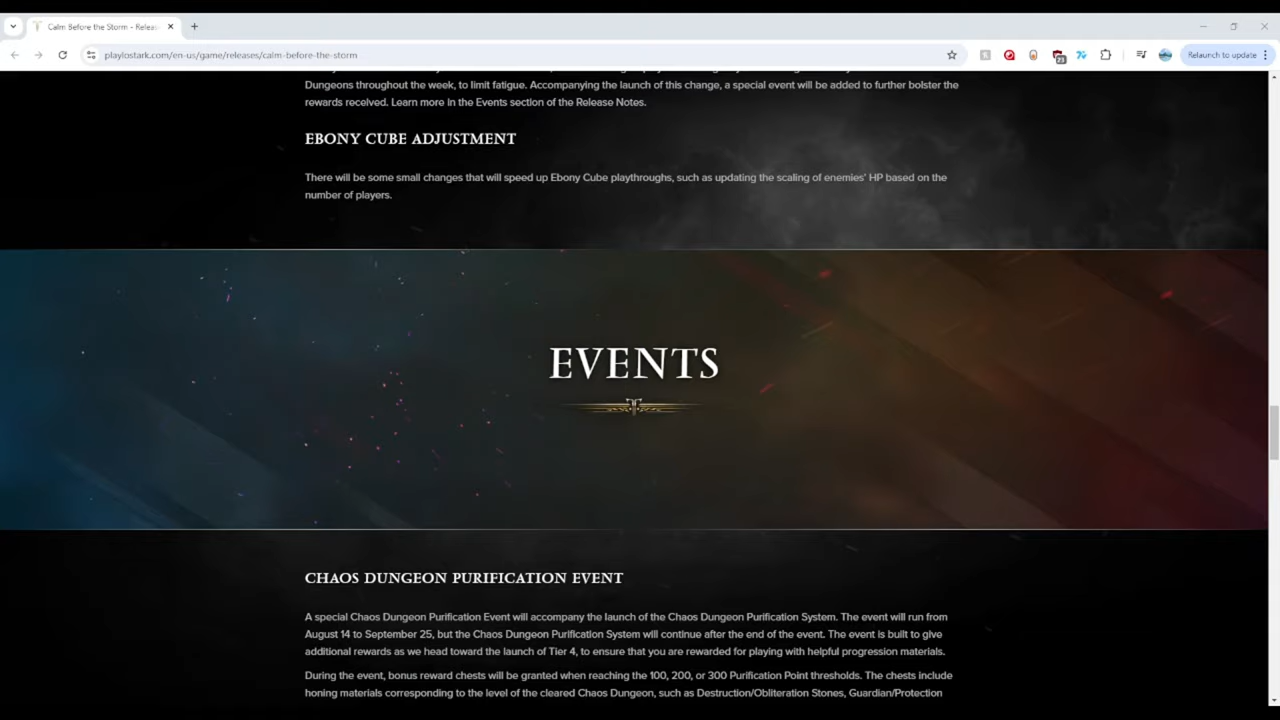 Calm Before the Storm - Releas
playlostark.com/en-us/game/releases/calm-before-the-storm
23
Relaunch to update
Dungeons throughout the week, to limit fatigue. Accompanying the launch of this change, a special event will be added to further bolster the
rewards received. Learn more in the Events section of the Release Notes.
EBONY CUBE ADJUSTMENT
There will be some small changes that will speed up Ebony Cube playthroughs, such as updating the scaling of enemies' HP based on the
number of players.
EVENTS
CHAOS DUNGEON PURIFICATION EVENT
A special Chaos Dungeon Purification Event will accompany the launch of the Chaos Dungeon Purification System. The event will run from
August 14 to September 25, but the Chaos Dungeon Purification System will continue after the end of the event. The event is built to give
additional rewards as we head toward the launch of Tier 4, to ensure that you are rewarded for playing with helpful progression materials.
During the event, bonus reward chests will be granted when reaching the 100, 200, or 300 Purification Point thresholds. The chests include
honing materials corresponding to the level of the cleared Chaos Dungeon, such as Destruction/Obliteration Stones, Guardian/Protection